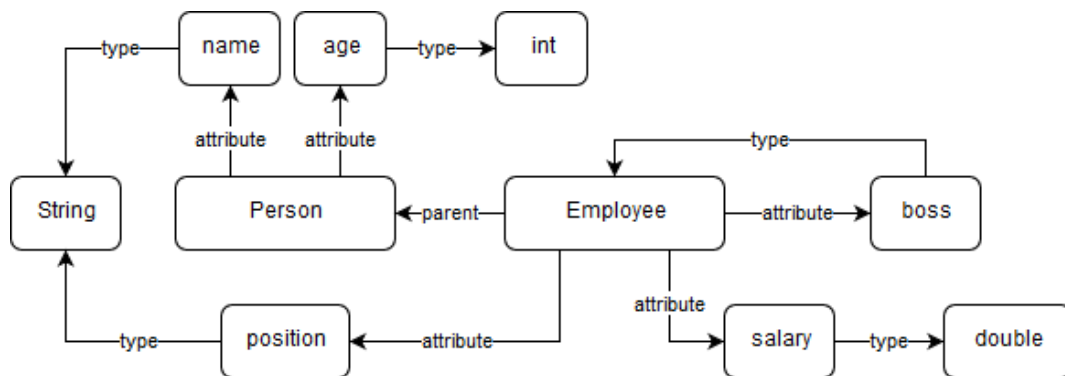 type
name
age
type
int
attribute
attribute
type
String
Person
parent
Employee
attribute
boss
attribute
type
position
attribute
salary
type
double